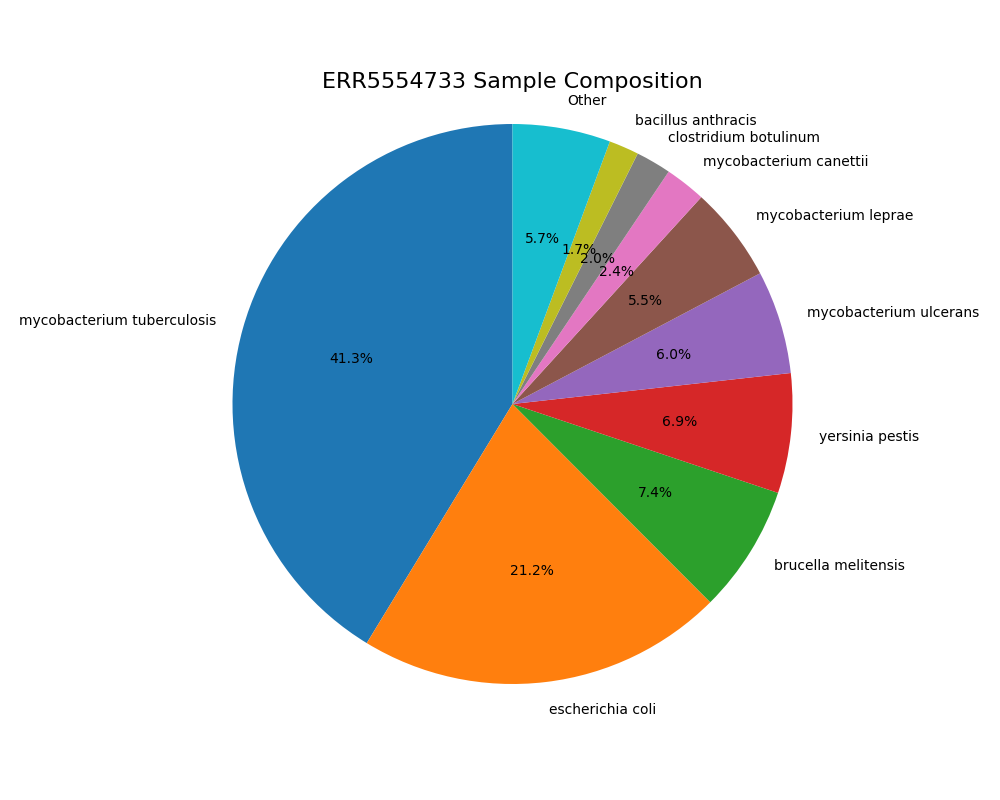 ERR5554733 Sample Composition
Other
bacillus anthracis
clostridium botulinum
mycobacterium canettii
mycobacterium leprae
mycobacterium ulcerans
mycobacterium tuberculosis
yersinia pestis
brucella melitensis
escherichia coli
5.7%
1.7%
2.0%
2.4%
5.5%
6.0%
41.3%
6.9%
7.4%
21.2%